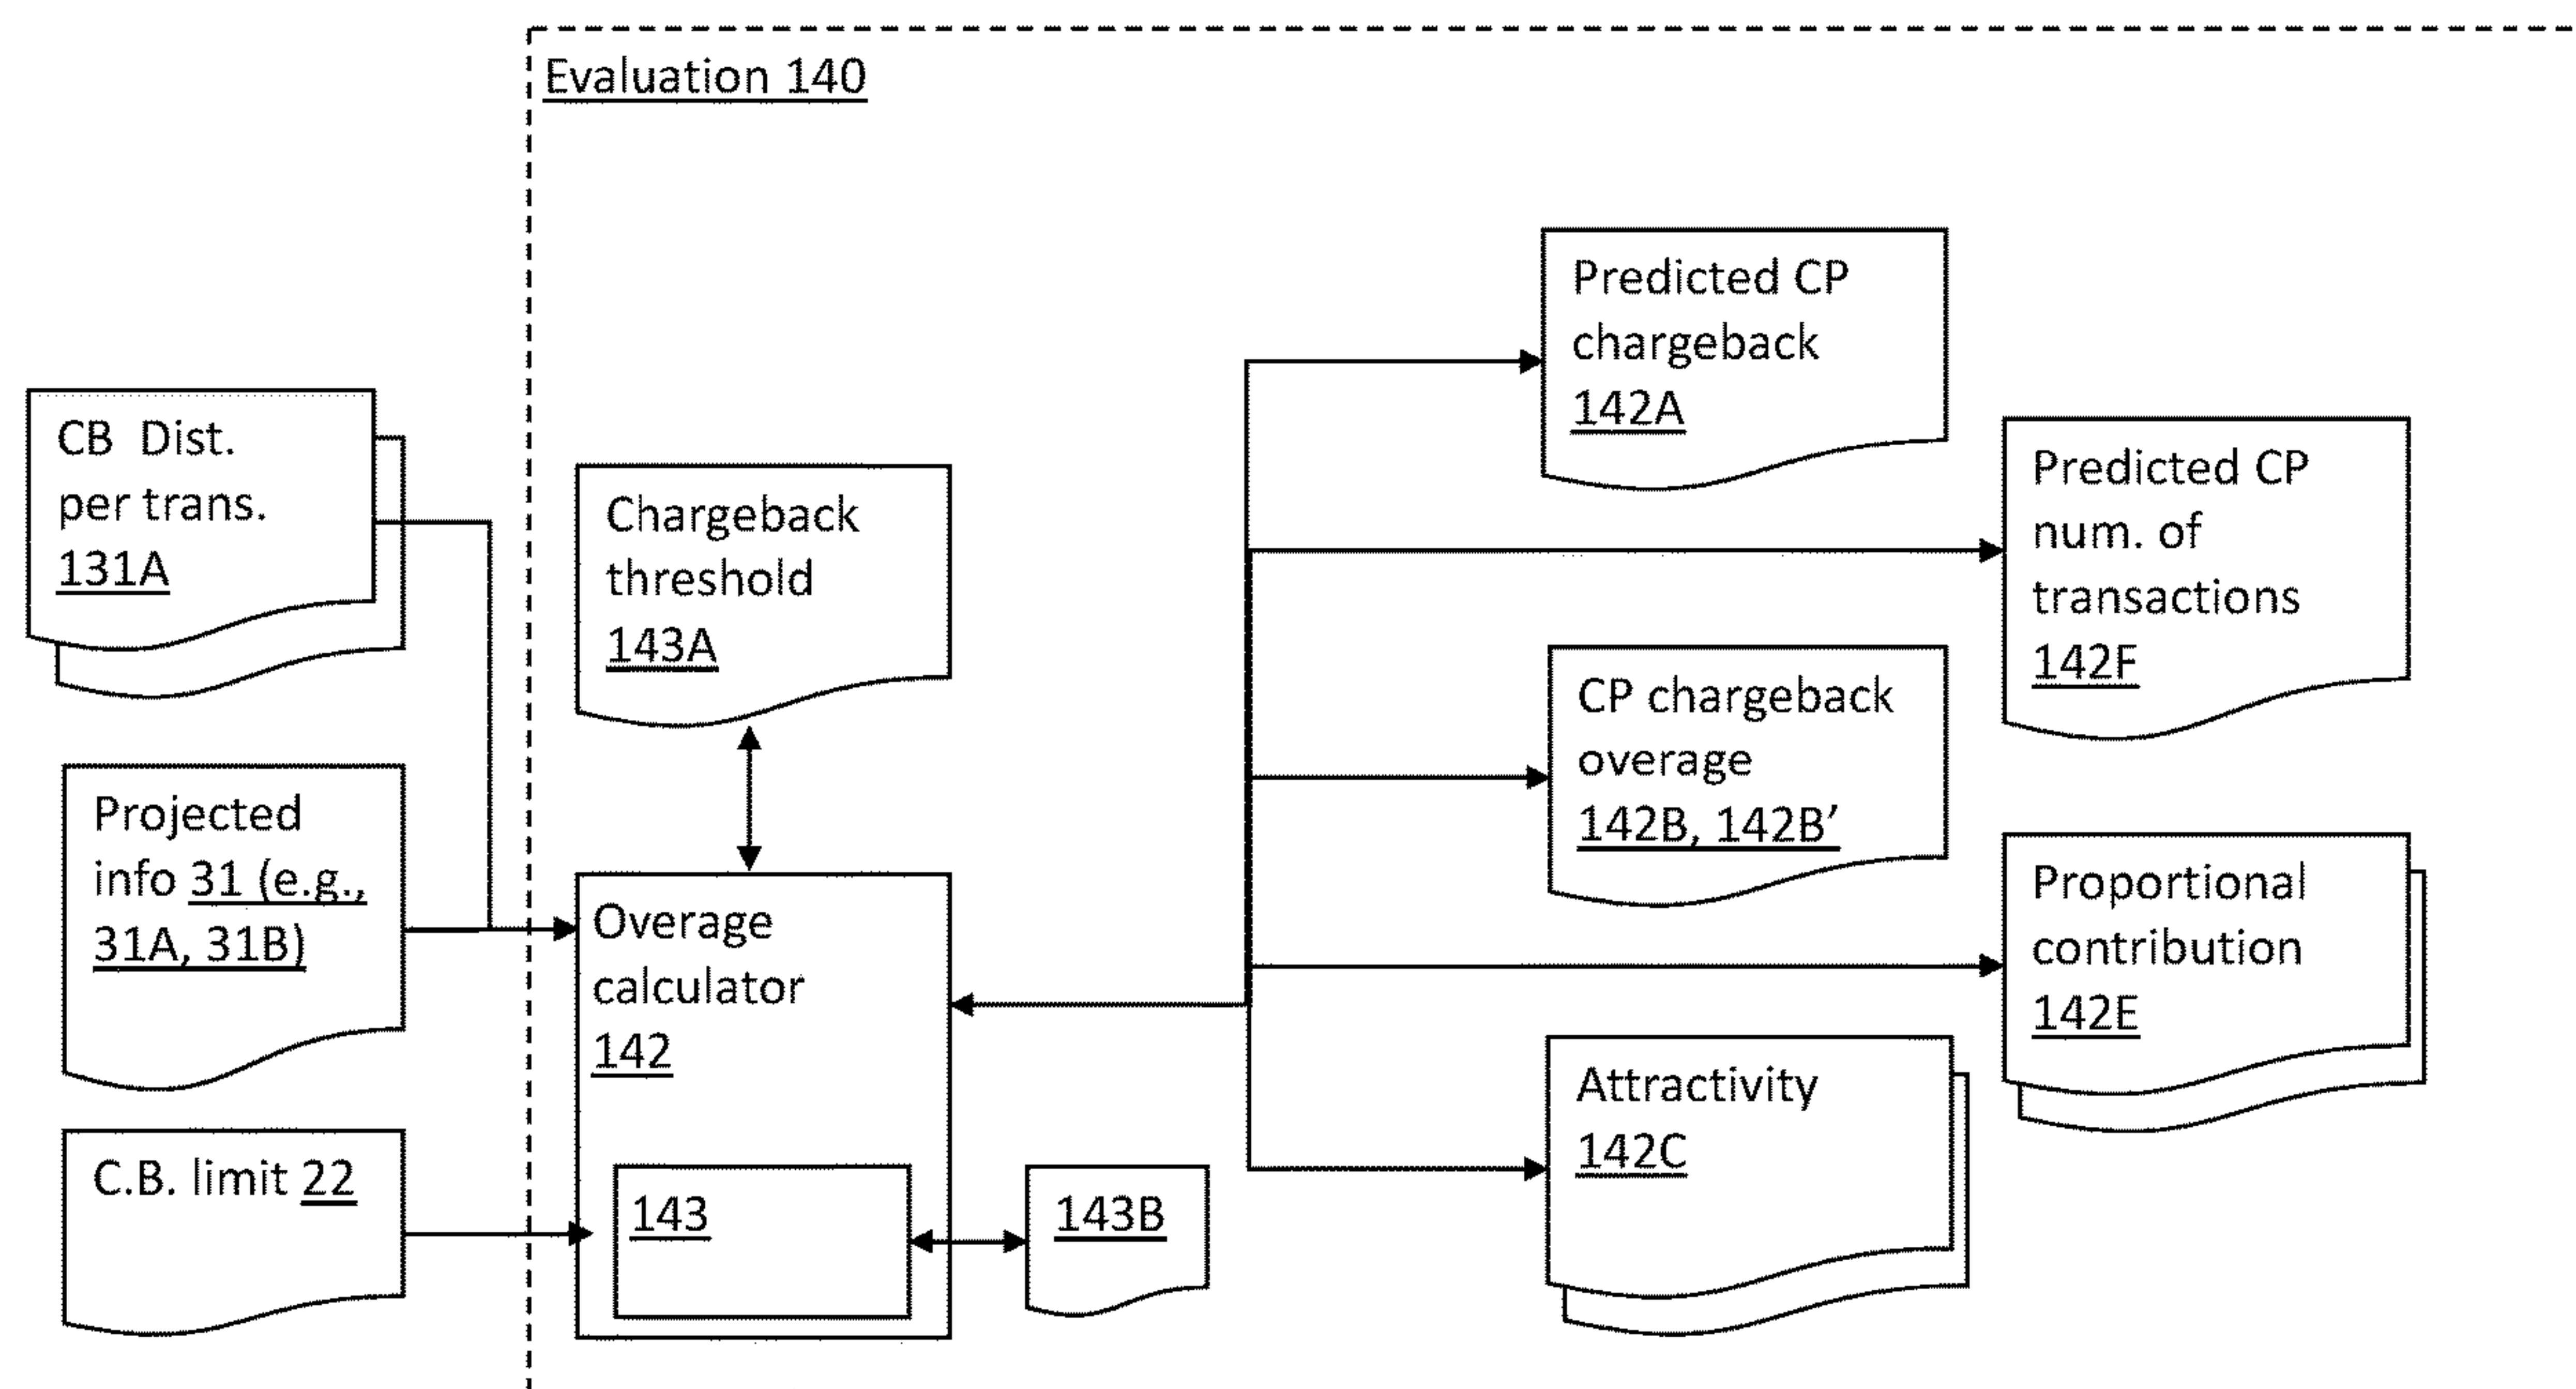 Evaluation 140
CB Dist.
per trans.
131A
Projected
info 31 (e.g.,
31A, 31B)
C.B. limit 22
Chargeback
threshold
143A
Overage
calculator
142
143
143B
Predicted CP
chargeback
142A
Predicted CP
num. of
transactions
142F
CP chargeback
overage
142B, 142B’
Proportional
contribution
142E
Attractivity
142C